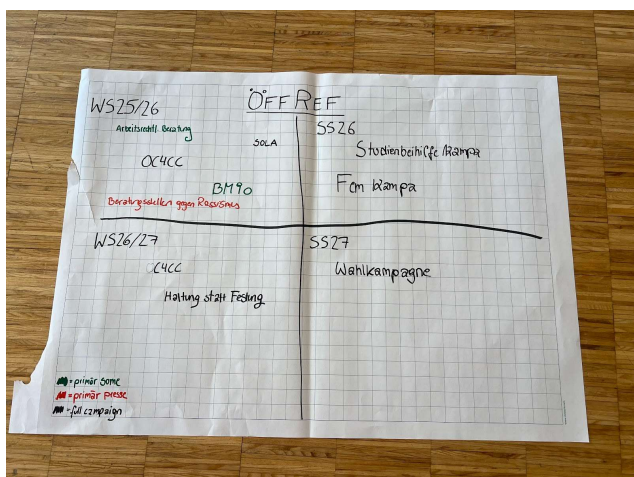 ÖFF REF
WS25/26
Arbeitsrechtl. Beratung
SOLA
OC4CC
BM90
Beratungsstellen gegen Rassismus
SS26
Studienbeihilfe Kampa
Fem Kampa
WS26/27
C4CC
Haltung statt Festung
SS27
Wahlkampagne
= primär Some
= primär presse
= full campaign